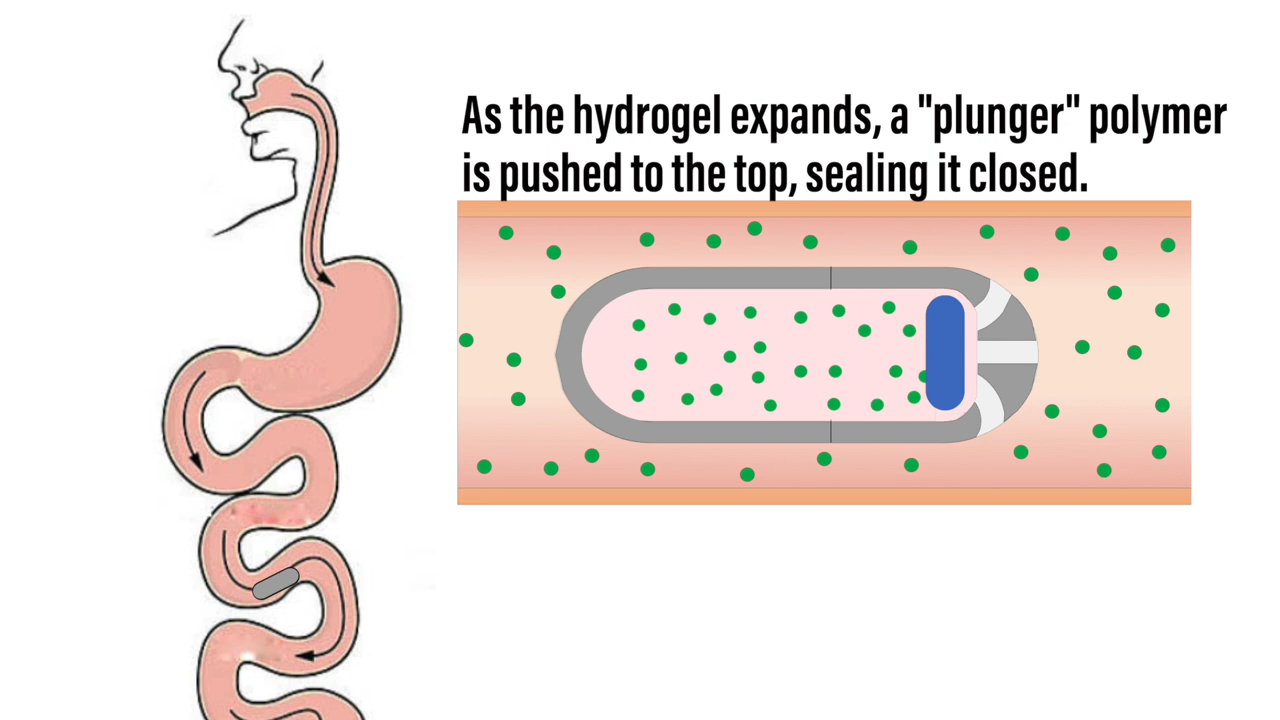 As the hydrogel expands, a "plunger" polymer
is pushed to the top, sealing it closed.